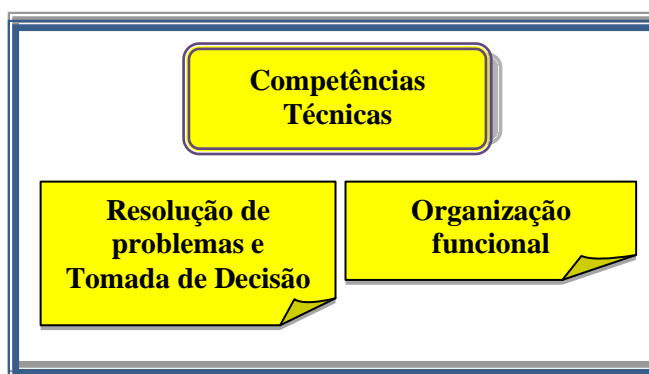 Competências
Técnicas
Resolução de
problemas e
Tomada de Decisão
Organização
funcional